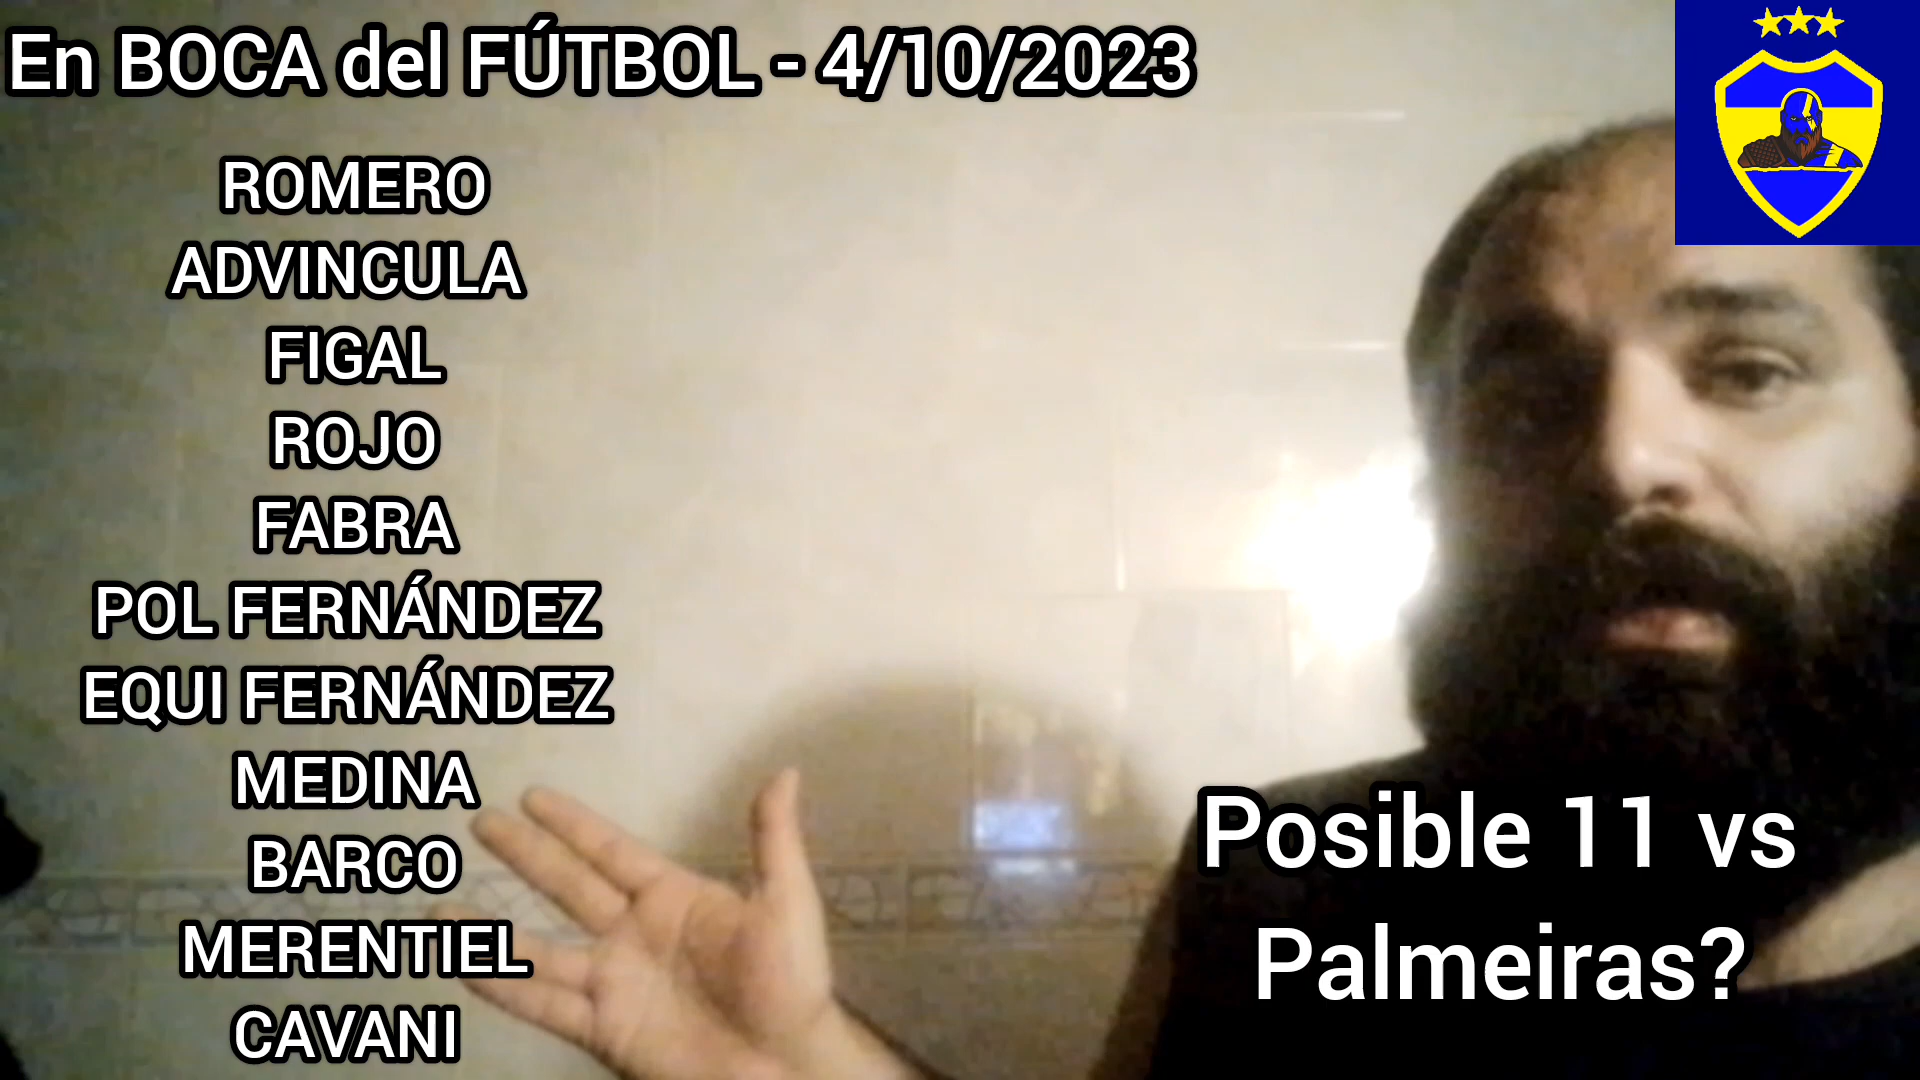 En BOCA del FÚTBOL - 4/10/2023
ROMERO
ADVINCULA
FIGAL
ROJO
FABRA
POL FERNÁNDEZ
EQUI FERNÁNDEZ
MEDINA
BARCO
MERENTIEL
CAVANI
Posible 11 vs
Palmeiras?